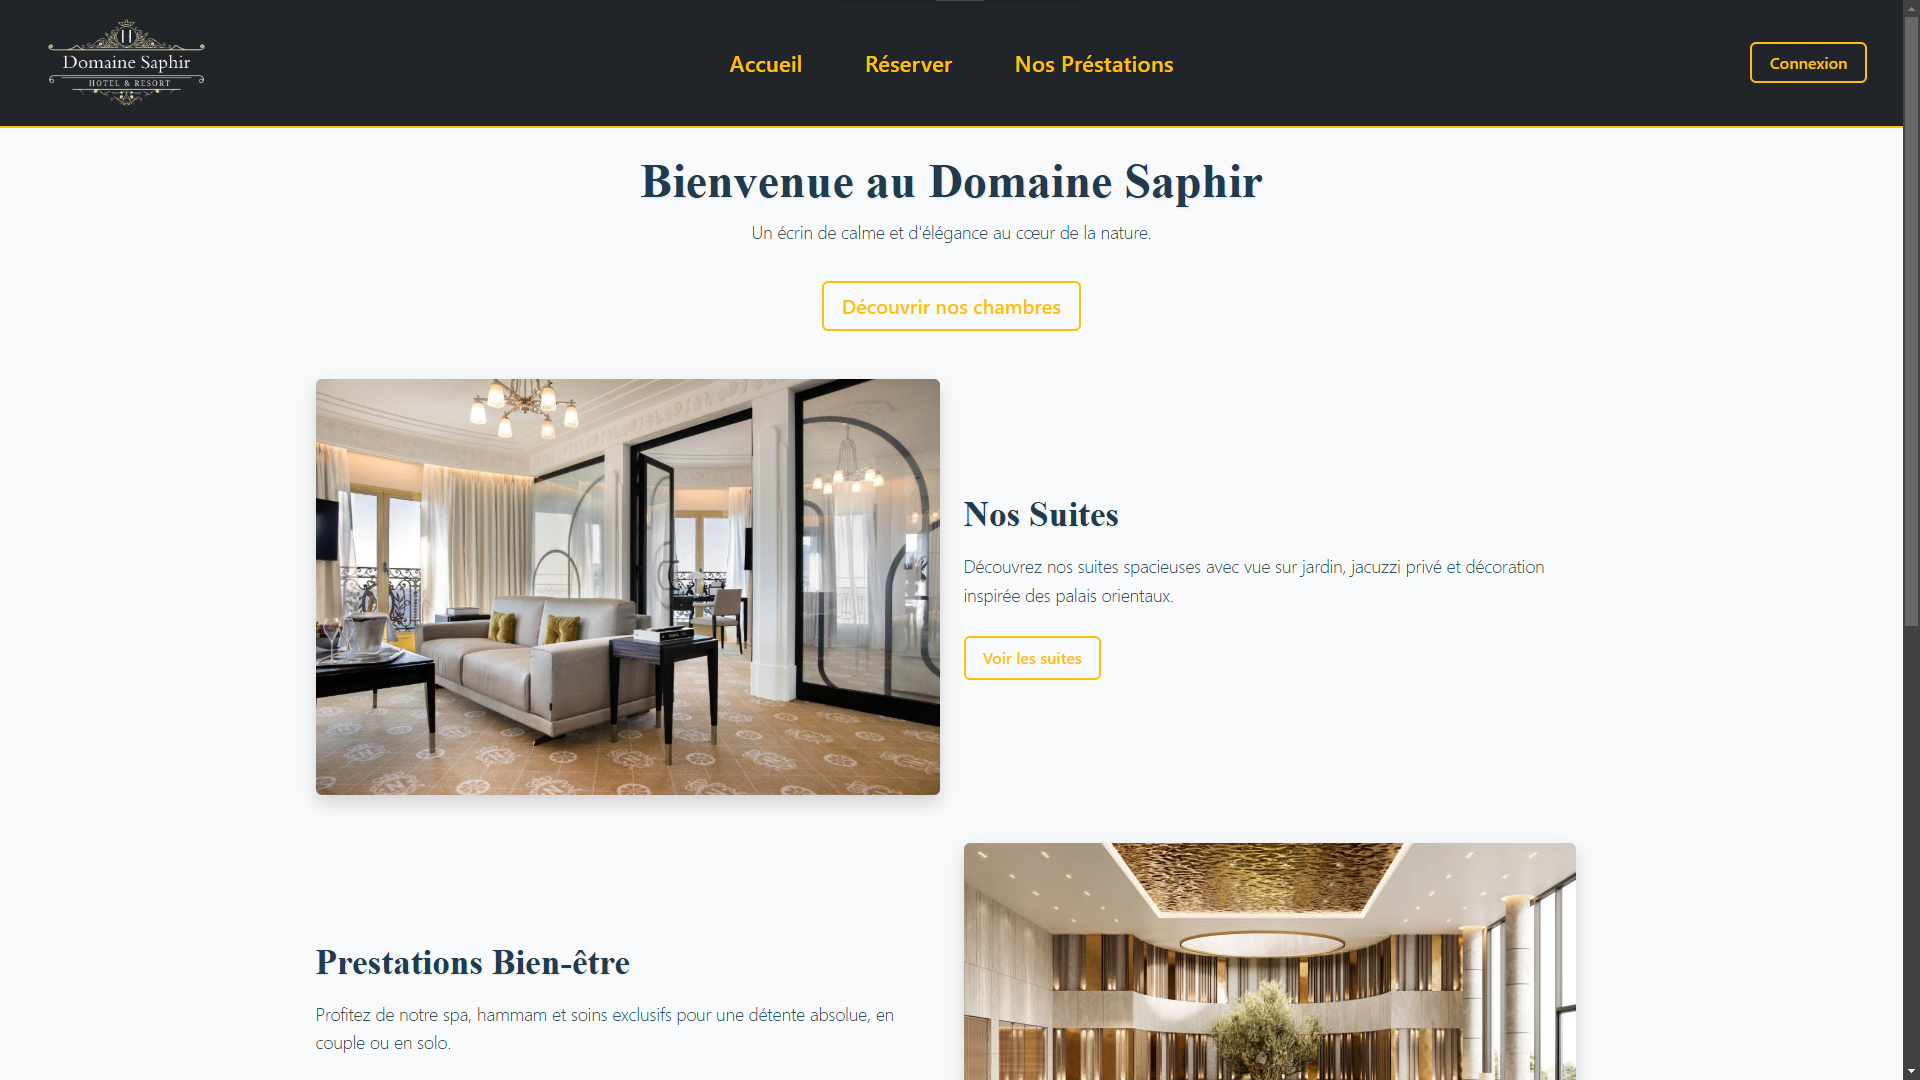 H
Domaine Saphir
HOTEL & RESORT
Accueil
Réserver
Nos Préstations
Connexion
Bienvenue au Domaine Saphir
Un écrin de calme et d'élégance au cœur de la nature.
Découvrir nos chambres
Nos Suites
Découvrez nos suites spacieuses avec vue sur jardin, jacuzzi privé et décoration
inspirée des palais orientaux.
Voir les suites
Prestations Bien-être
Profitez de notre spa, hammam et soins exclusifs pour une détente absolue, en
couple ou en solo.